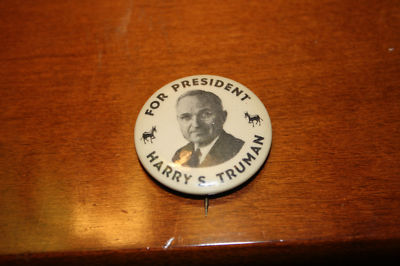 FOR PRESIDENT
HARRY S. TRUMAN